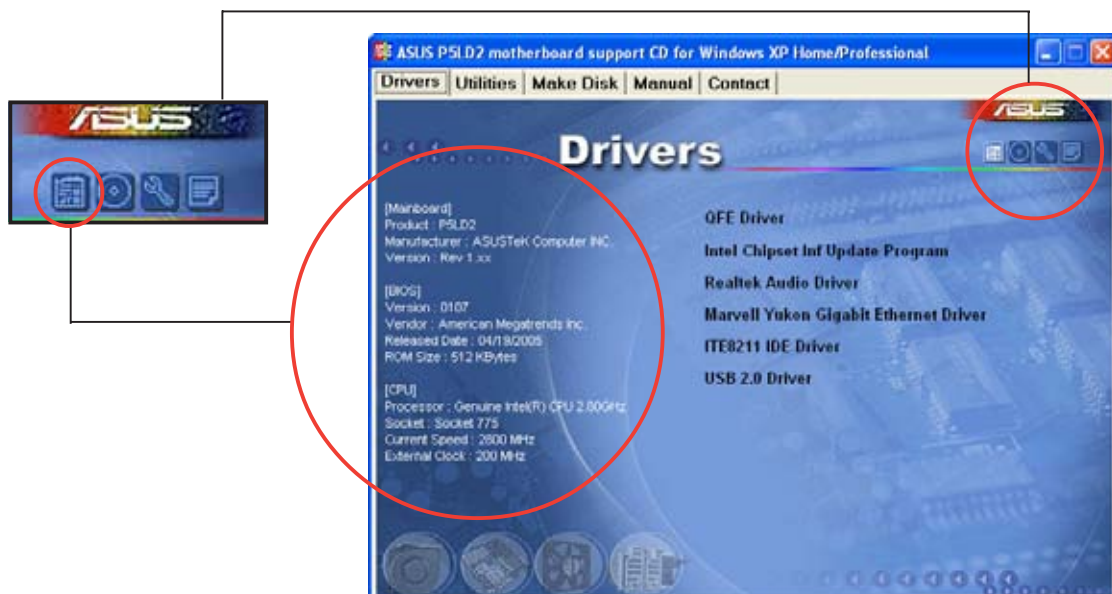 ASUS P5LD2 motherboard support CD for Windows XP Home/Professional
Drivers Utilities Make Disk Manual Contact
ASUS
ASUS
Drivers
[Mainboard]
Product : P5LD2
Manufacturer : ASUSTeK Computer INC.
Version : Rev 1.xx
[BIOS]
Version : 0107
Vendor : American Megatrends Inc.
Released Date : 04/19/2005
ROM Size : 512 KBytes
[CPU]
Processor : Genuine Intel(R) CPU 2.80GHz
Socket : Socket 775
Current Speed : 2800 MHz
External Clock : 200 MHz
QFE Driver
Intel Chipset Inf Update Program
Realtek Audio Driver
Marvell Yukon Gigabit Ethernet Driver
ITE8211 IDE Driver
USB 2.0 Driver